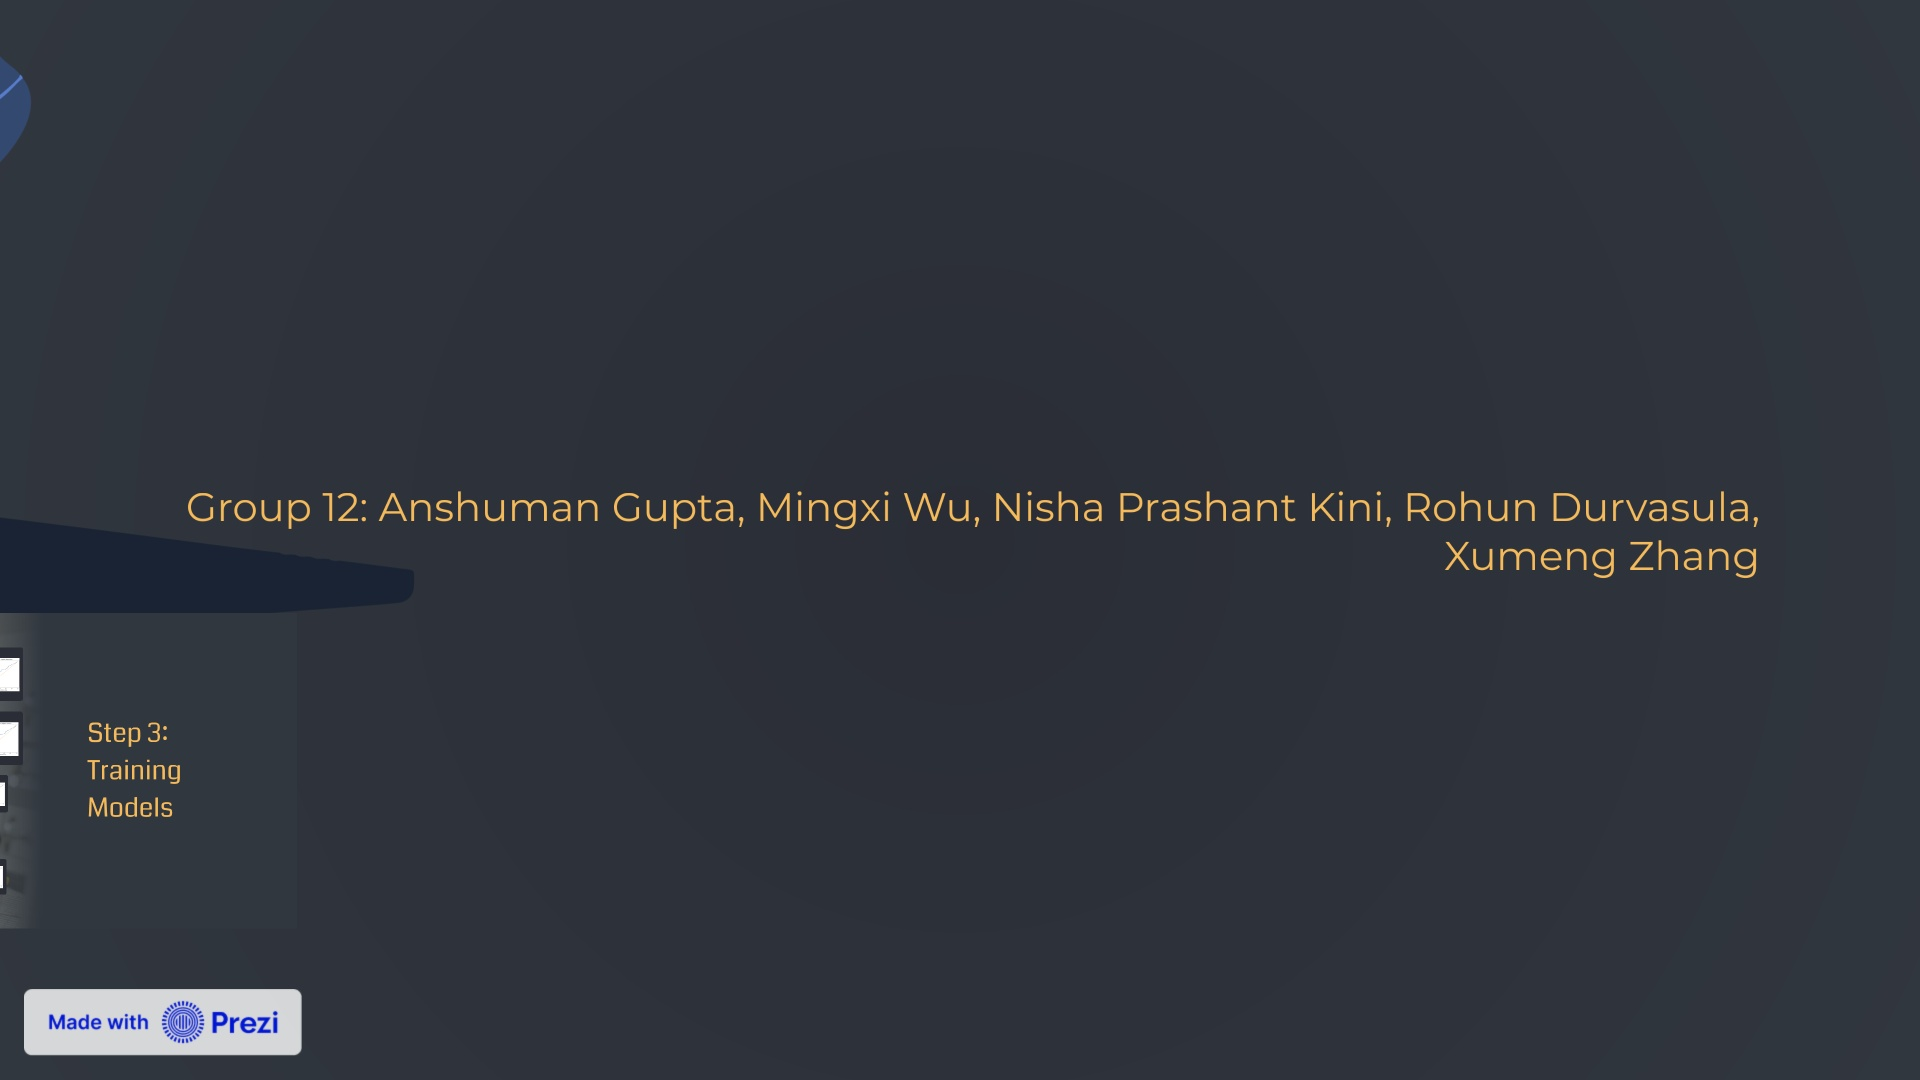 Group 12: Anshuman Gupta, Mingxi Wu, Nisha Prashant Kini, Rohun Durvasula,
Xumeng Zhang
Step 3:
Training
Models
Made with Prezi